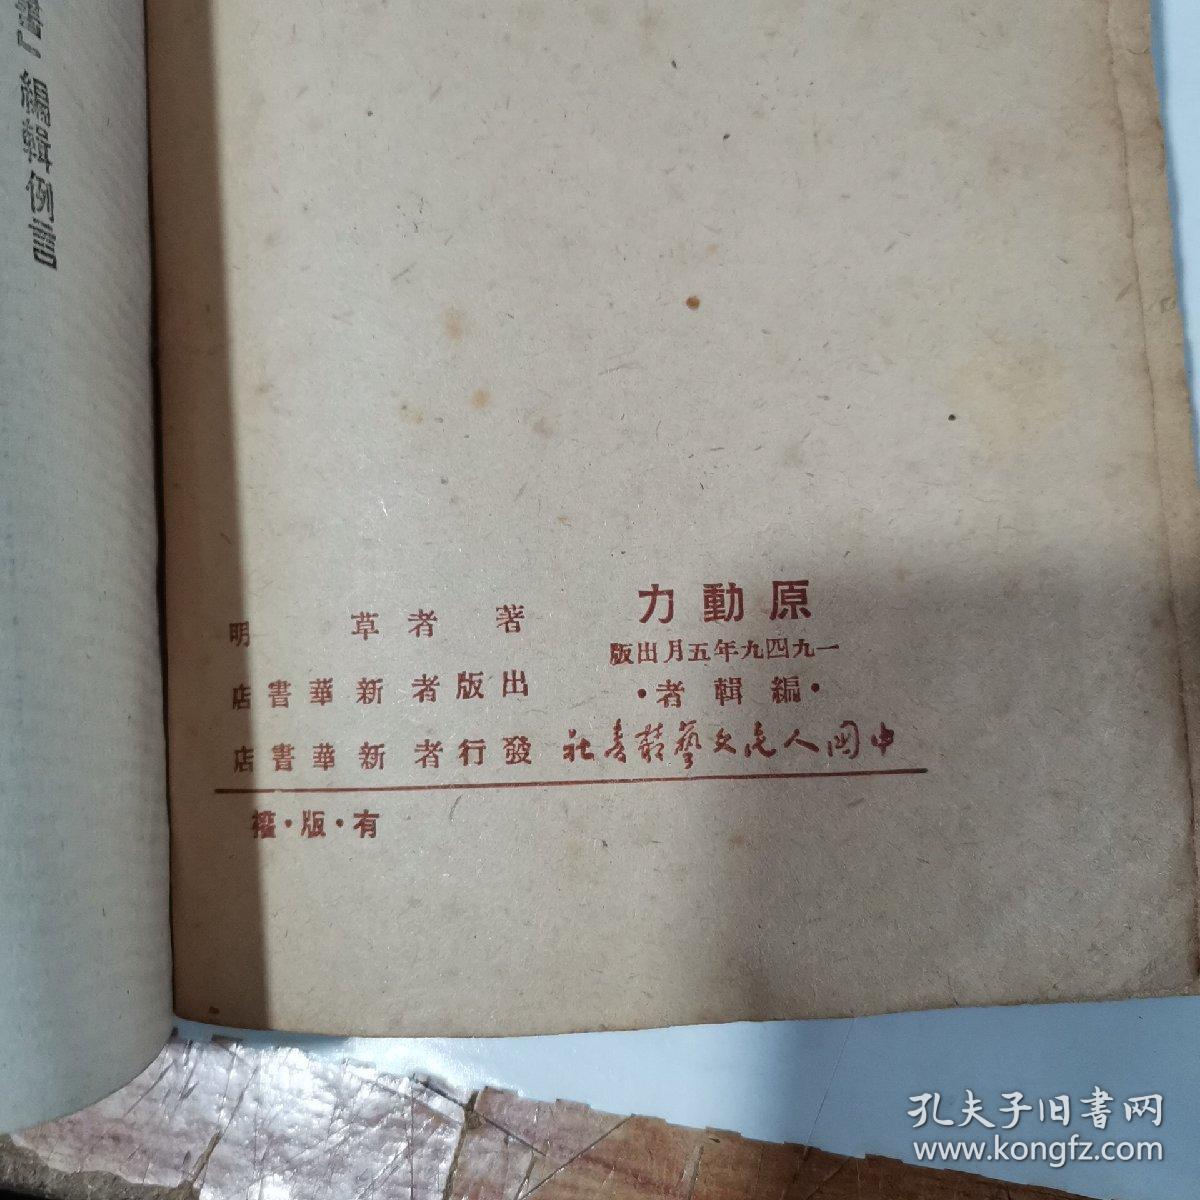 書」編輯例言
原動力
一九四九年五月出版
·編輯者·
中國人民文藝叢書社
著者 草明
出版者 新華書店
發行者 新華書店
有·版·權
孔夫子旧書网
www.kongfz.com